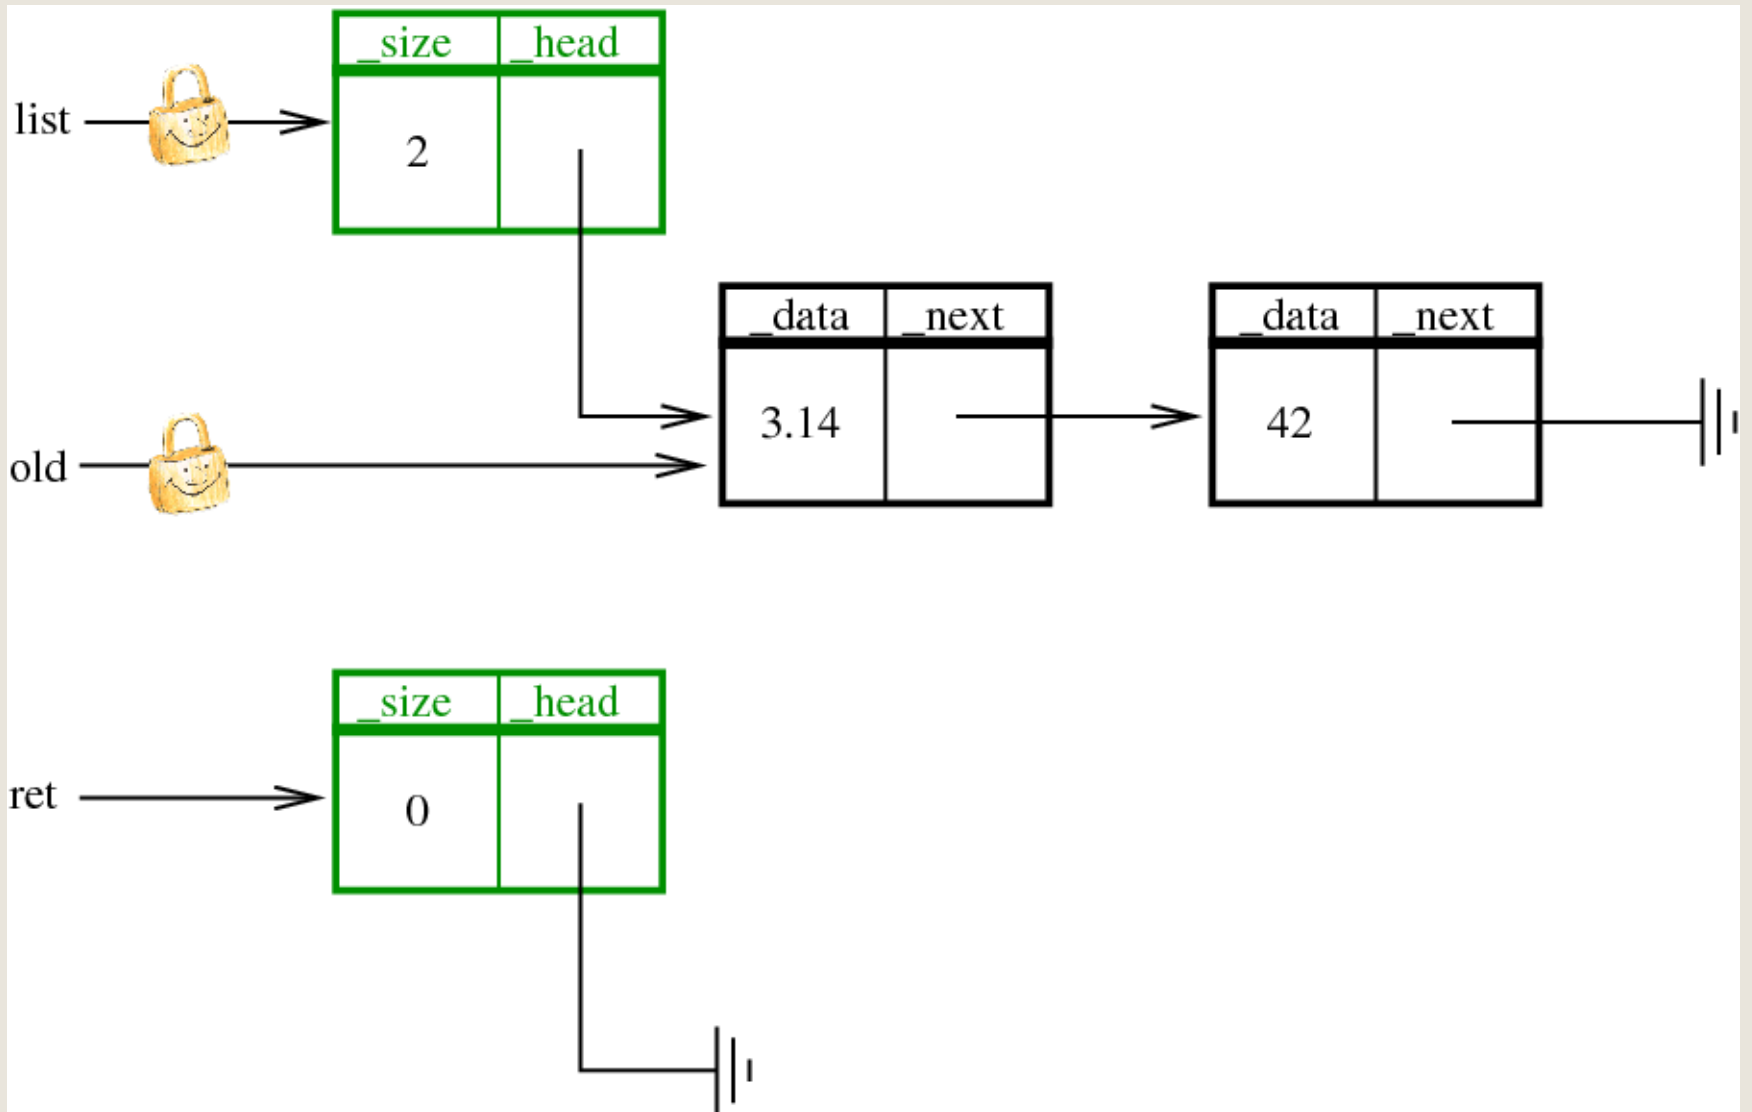 _size _head
list
2
_data _next _data _next
3.14 42
old
_size _head
ret
0